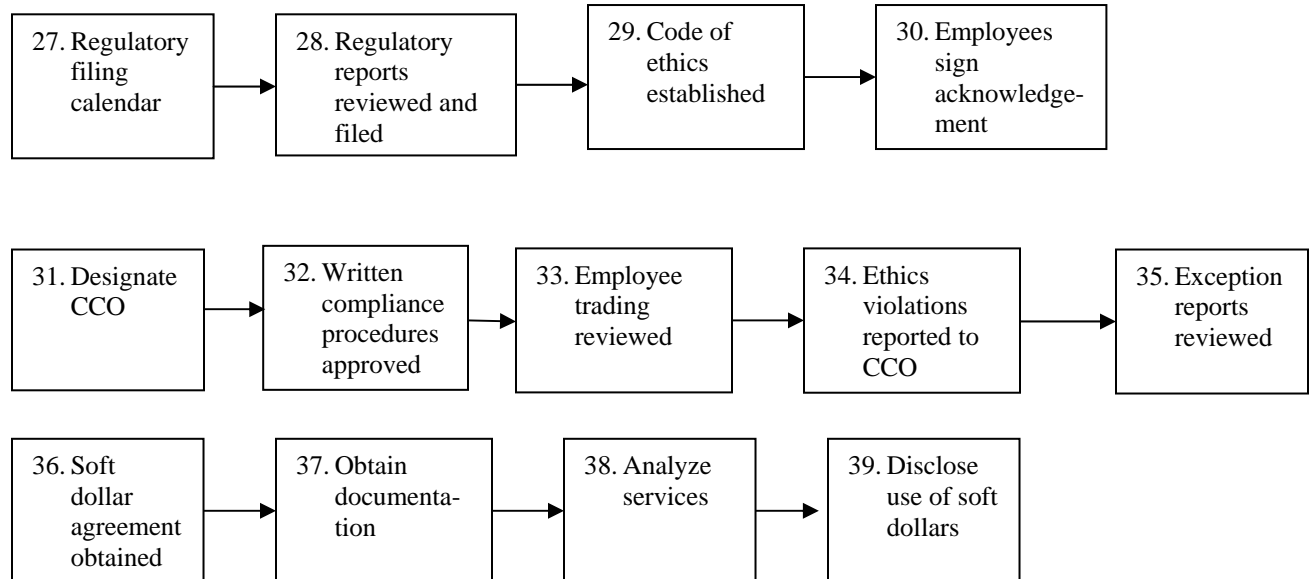 27. Regulatory
filing
calendar
28. Regulatory
reports
reviewed and
filed
29. Code of
ethics
established
30. Employees
sign
acknowledge-
ment
31. Designate
CCO
32. Written
compliance
procedures
approved
33. Employee
trading
reviewed
34. Ethics
violations
reported to
CCO
35. Exception
reports
reviewed
36. Soft
dollar
agreement
obtained
37. Obtain
documenta-
tion
38. Analyze
services
39. Disclose
use of soft
dollars